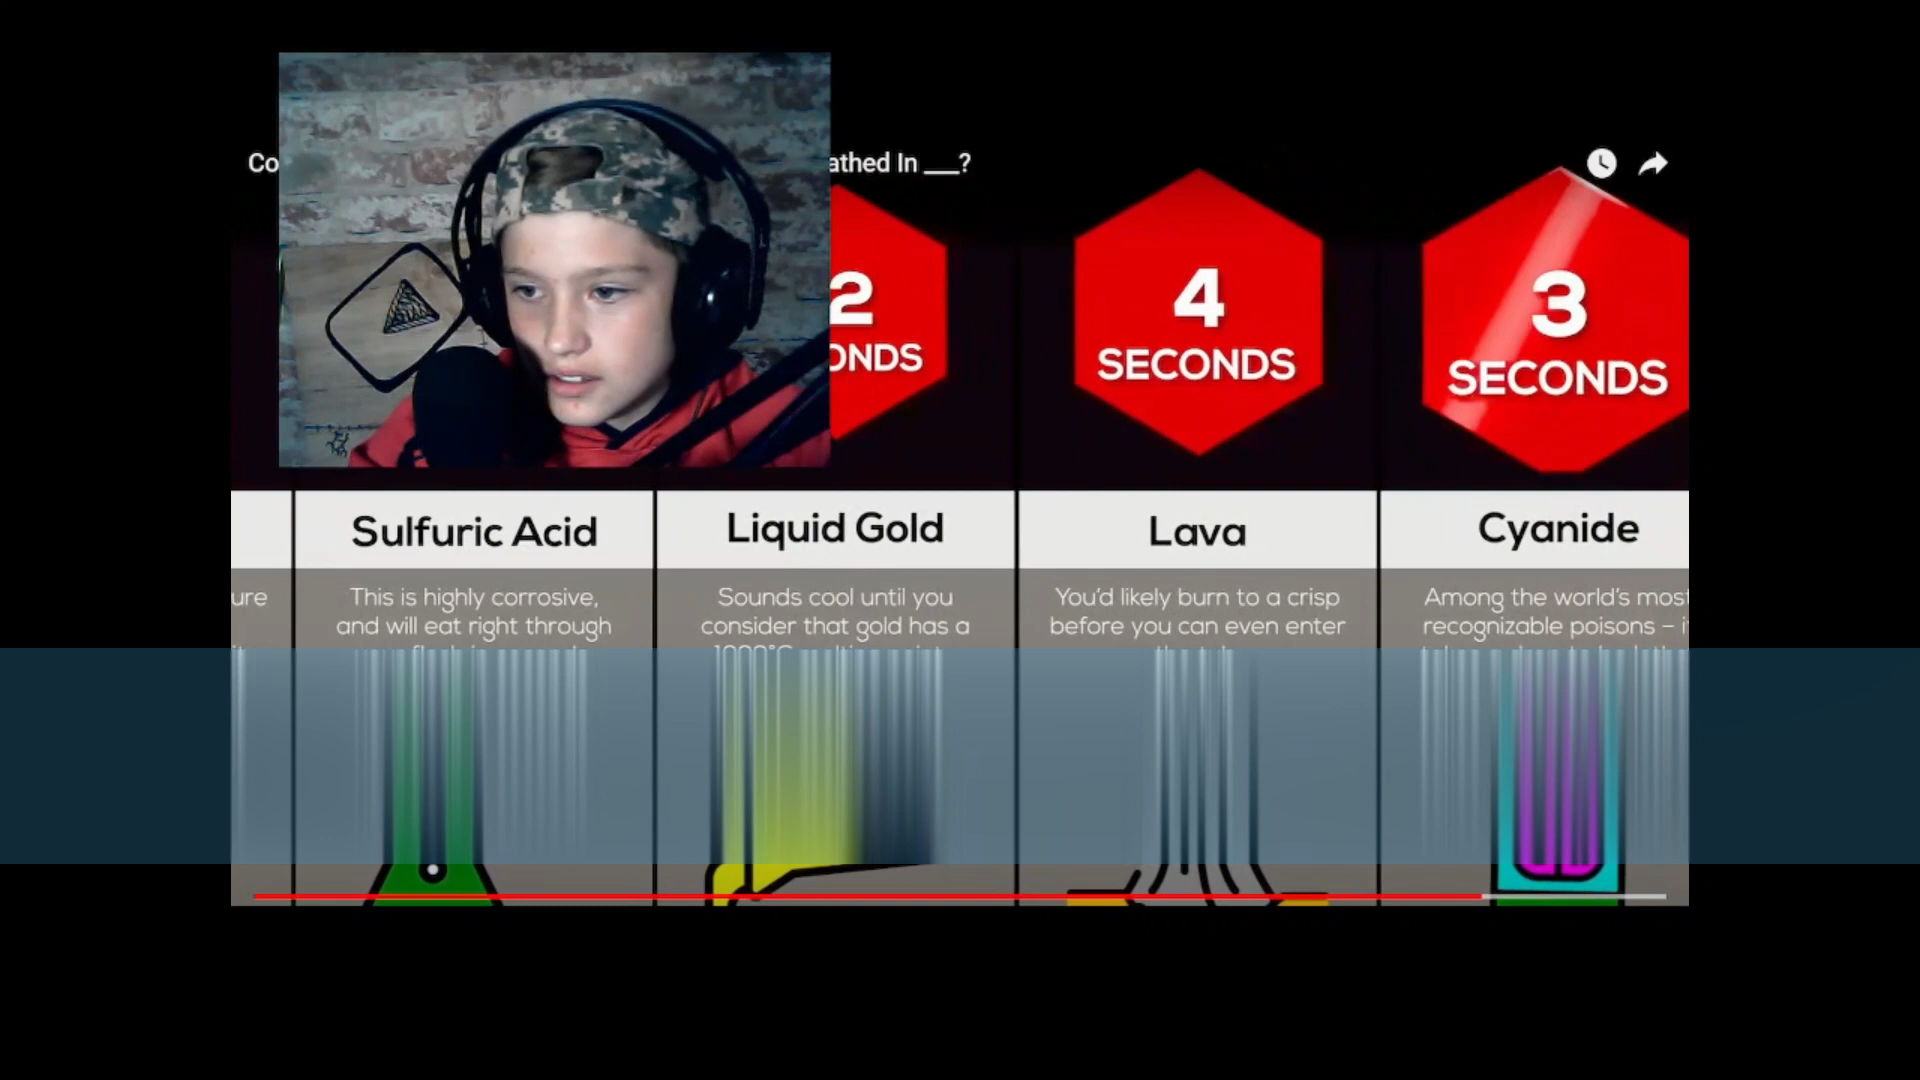 Co
athed In ___?
2
ONDS
4
SECONDS
3
SECONDS
Sulfuric Acid
Liquid Gold
Lava
Cyanide
ure
This is highly corrosive,
and will eat right through
Sounds cool until you
consider that gold has a
You'd likely burn to a crisp
before you can even enter
Among the world's most
recognizable poisons –